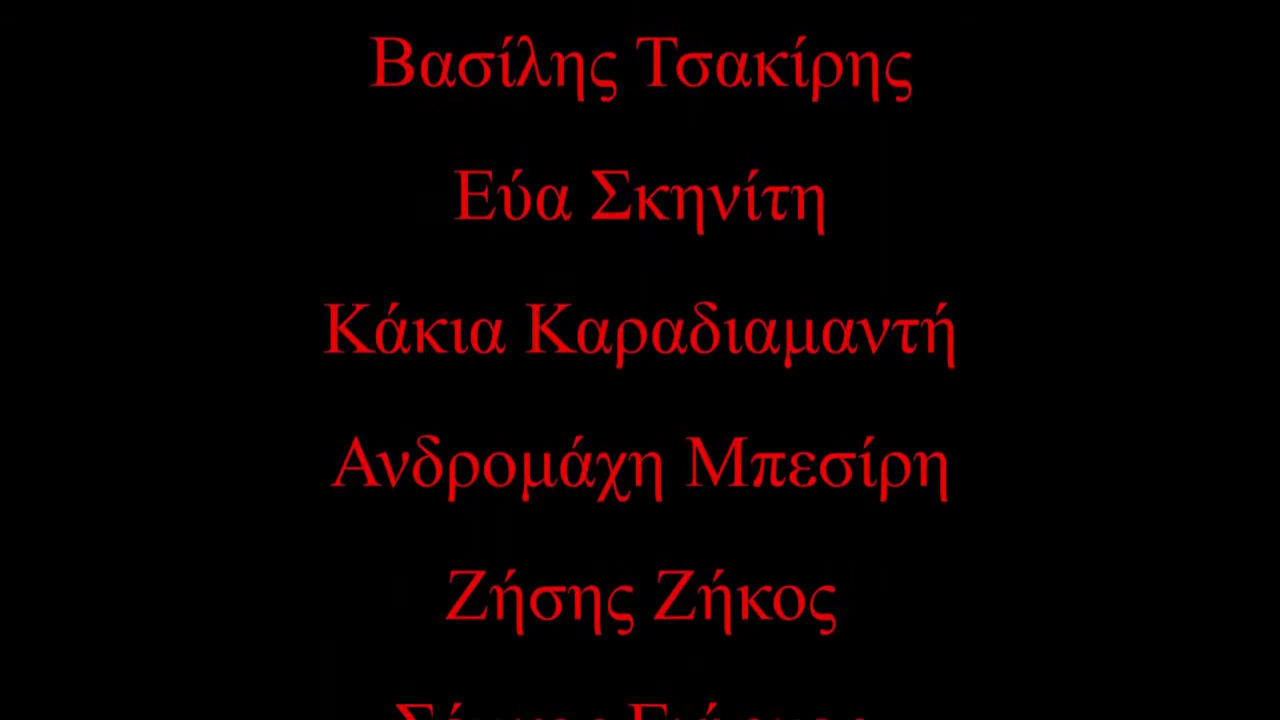 Βασίλης Τσακίρης
Εύα Σκηνίτη
Κάκια Καραδιαμαντή
Ανδρομάχη Μπεσίρη
Ζήσης Ζήκος